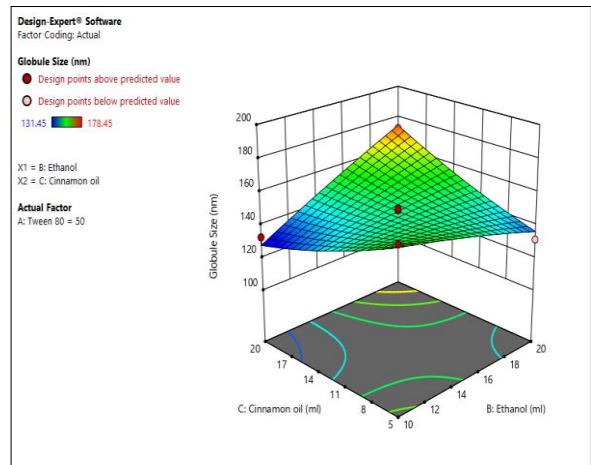 Design-Expert® Software
Factor Coding: Actual
Globule Size (nm)
Design points above predicted value
Design points below predicted value
131.45 178.45
X1 = B: Ethanol
X2 = C: Cinnamon oil
Actual Factor
A: Tween 80 = 50
Globule Size (nm)
200
180
160
140
120
100
20
17
14
11
8
5
C: Cinnamon oil (ml)
10
12
14
16
18
20
B: Ethanol (ml)